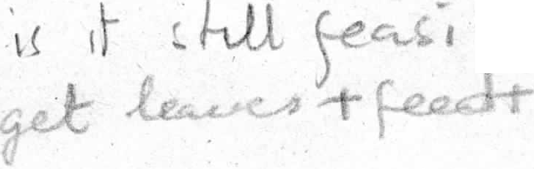 is it still feasi
get leaves + feed +